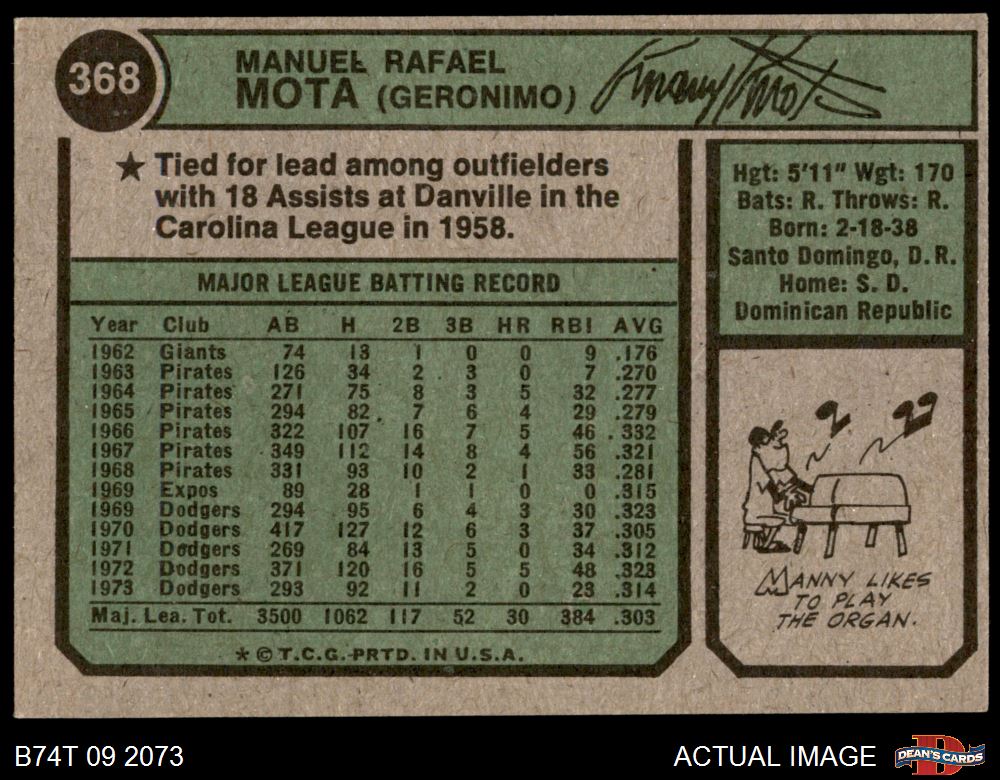 368
MANUEL RAFAEL
MOTA (GERONIMO)
Manny Mota
★ Tied for lead among outfielders
with 18 Assists at Danville in the
Carolina League in 1958.
MAJOR LEAGUE BATTING RECORD
Year Club AB H 2B 3B HR RBI AVG
1962 Giants 74 13 1 0 0 9 .176
1963 Pirates 126 34 2 3 0 7 .270
1964 Pirates 271 75 8 3 5 32 .277
1965 Pirates 294 82 7 6 4 29 .279
1966 Pirates 322 107 16 7 5 46 .332
1967 Pirates 349 112 14 8 4 56 .321
1968 Pirates 331 93 10 2 1 33 .281
1969 Expos 89 28 1 1 0 0 .315
1969 Dodgers 294 95 6 4 3 30 .323
1970 Dodgers 417 127 12 6 3 37 .305
1971 Dodgers 269 84 13 5 0 34 .312
1972 Dodgers 371 120 16 5 5 48 .323
1973 Dodgers 293 92 11 2 0 23 .314
Maj. Lea. Tot. 3500 1062 117 52 30 384 .303
* © T.C.G.-PRTD. IN U.S.A.
Hgt: 5'11" Wgt: 170
Bats: R. Throws: R.
Born: 2-18-38
Santo Domingo, D.R.
Home: S. D.
Dominican Republic
MANNY LIKES
TO PLAY
THE ORGAN.
B74T 09 2073
ACTUAL IMAGE
D
DEAN'S CARDS